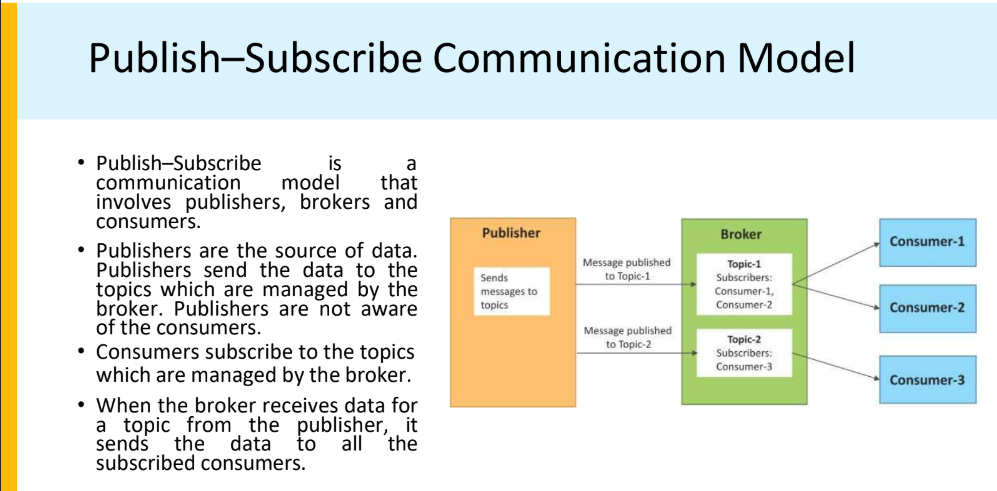 Publish–Subscribe Communication Model
• Publish–Subscribe is a
communication model that
involves publishers, brokers and
consumers.
• Publishers are the source of data.
Publishers send the data to the
topics which are managed by the
broker. Publishers are not aware
of the consumers.
• Consumers subscribe to the topics
which are managed by the broker.
• When the broker receives data for
a topic from the publisher, it
sends the data to all the
subscribed consumers.
Publisher
Sends
messages to
topics
Message published
to Topic-1
Message published
to Topic-2
Broker
Topic-1
Subscribers:
Consumer-1,
Consumer-2
Topic-2
Subscribers:
Consumer-3
Consumer-1
Consumer-2
Consumer-3